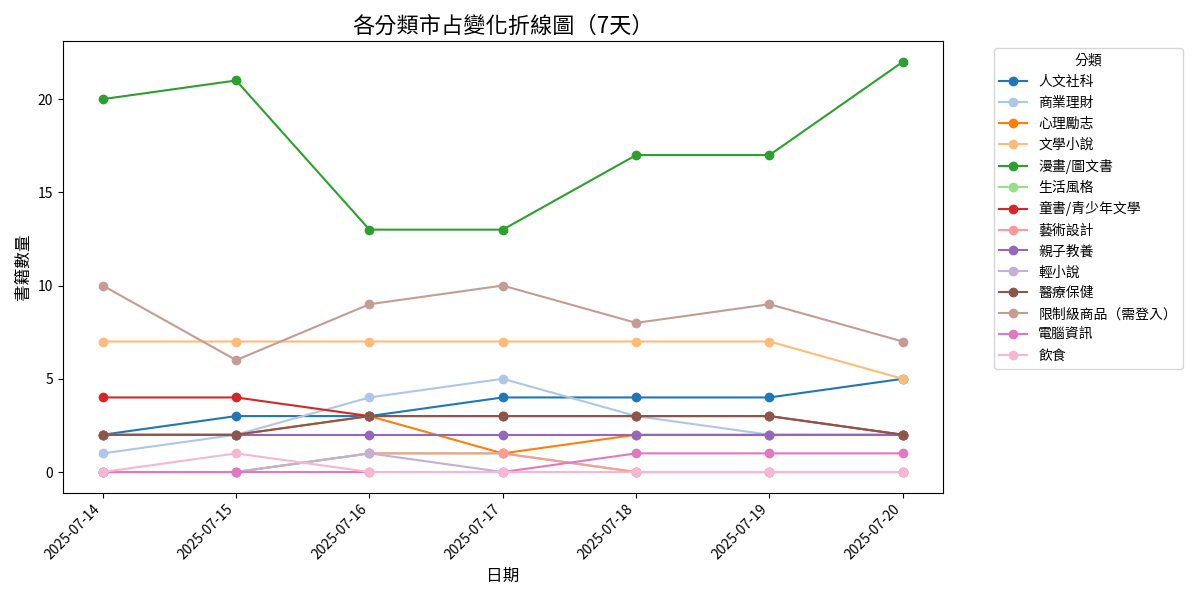 各分類市占變化折線圖（7天）
書籍數量
20
15
10
5
0
2025-07-14
2025-07-15
2025-07-16
2025-07-17
2025-07-18
2025-07-19
2025-07-20
日期
分類
人文社科
商業理財
心理勵志
文學小說
漫畫/圖文書
生活風格
童書/青少年文學
藝術設計
親子教養
輕小說
醫療保健
限制級商品（需登入）
電腦資訊
飲食